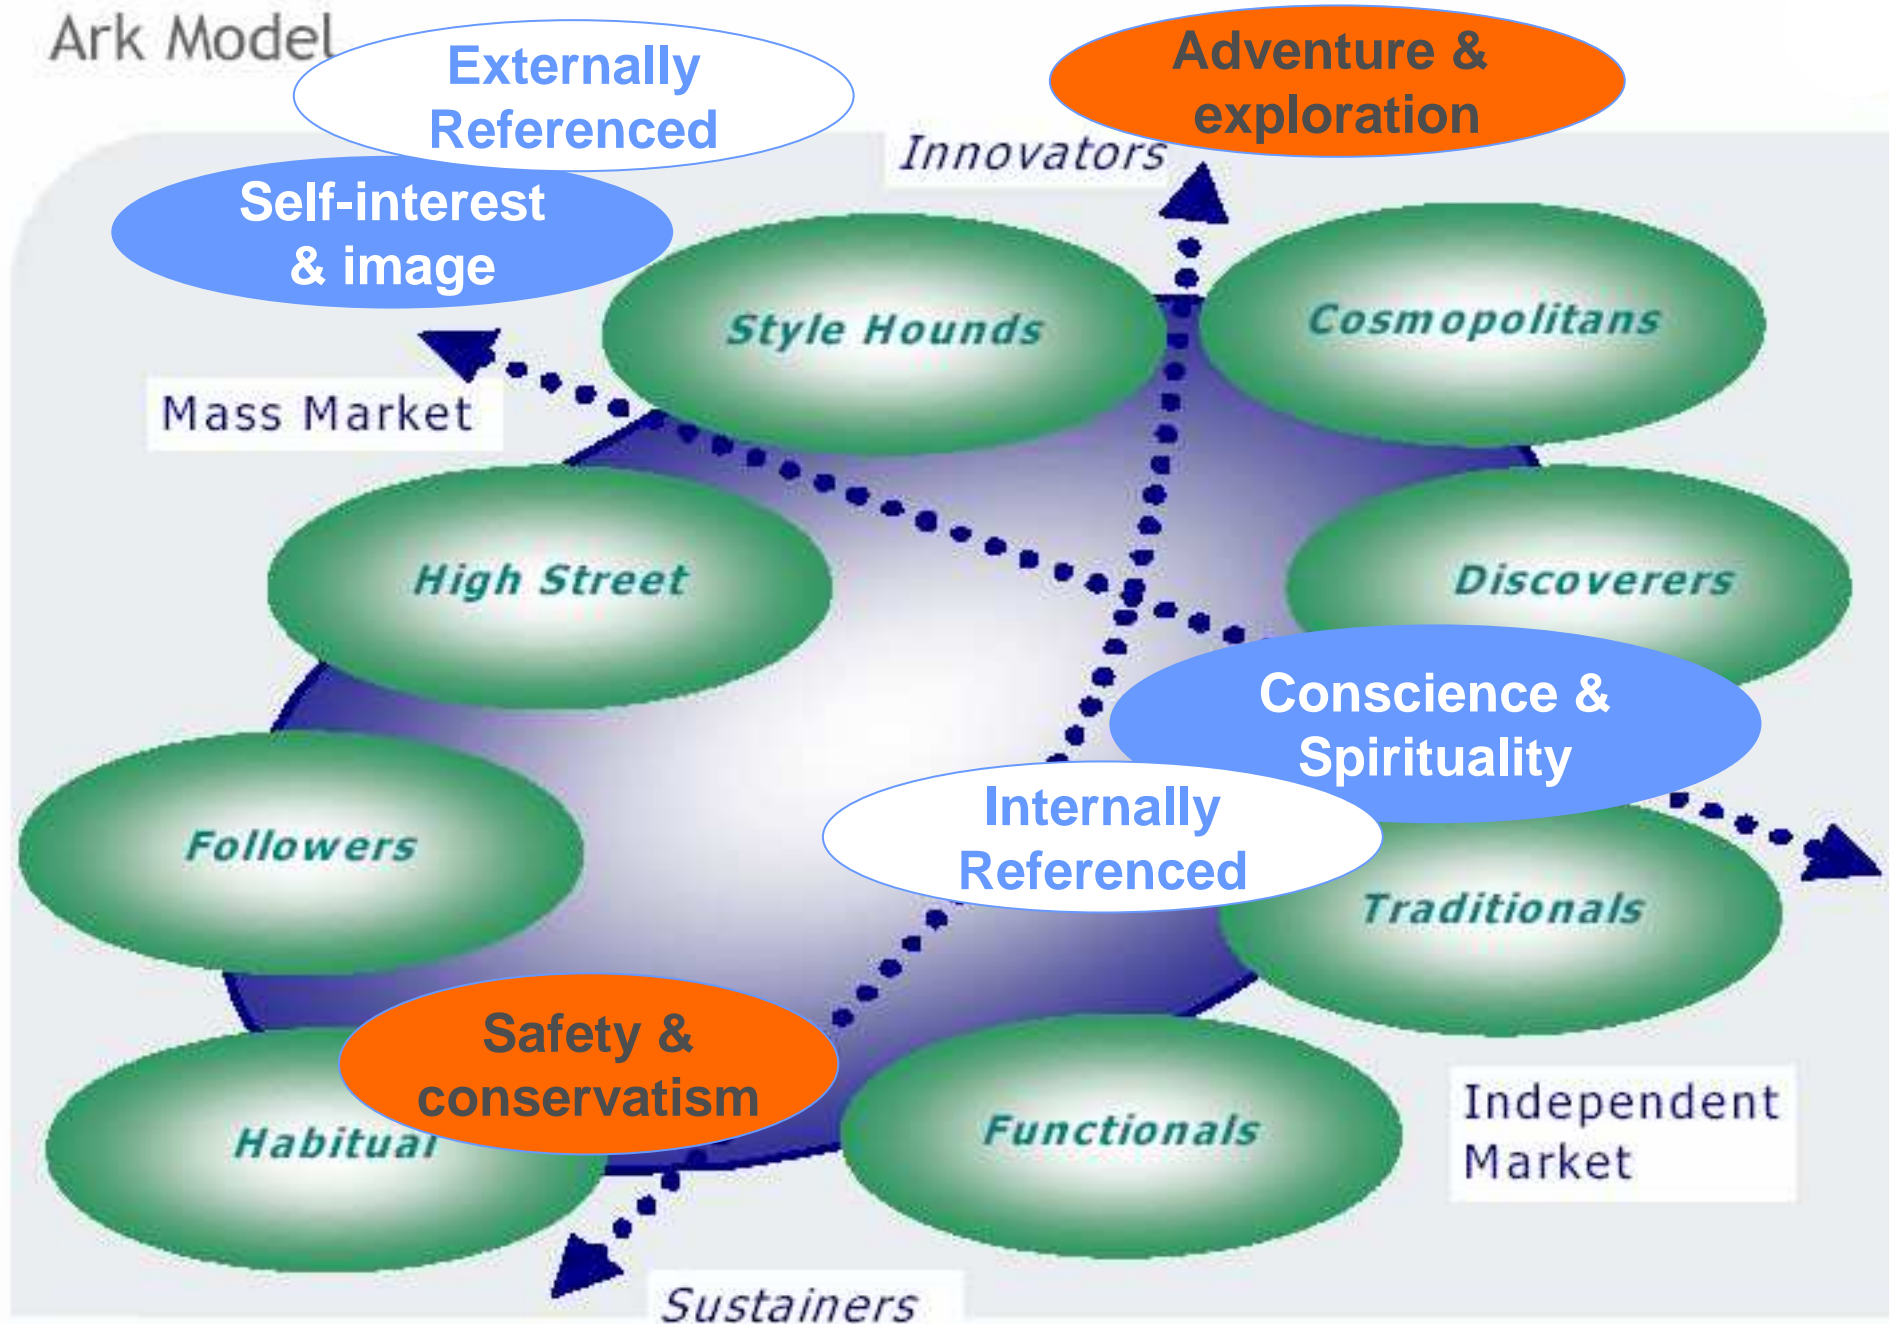 Ark Model
Externally
Referenced
Adventure &
exploration
Innovators
Self-interest
& image
Style Hounds
Cosmopolitans
Mass Market
High Street
Discoverers
Conscience &
Spirituality
Internally
Referenced
Followers
Traditionals
Safety &
conservatism
Habitual
Functionals
Independent
Market
Sustainers